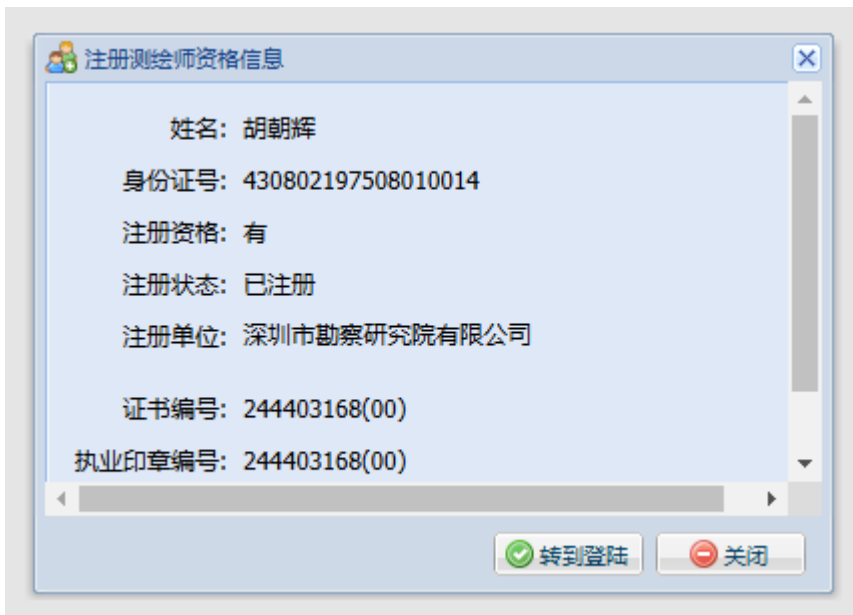 注册测绘师资格信息
姓名: 胡朝辉
身份证号: 430802197508010014
注册资格: 有
注册状态: 已注册
注册单位: 深圳市勘察研究院有限公司
证书编号: 244403168(00)
执业印章编号: 244403168(00)
转到登陆 关闭